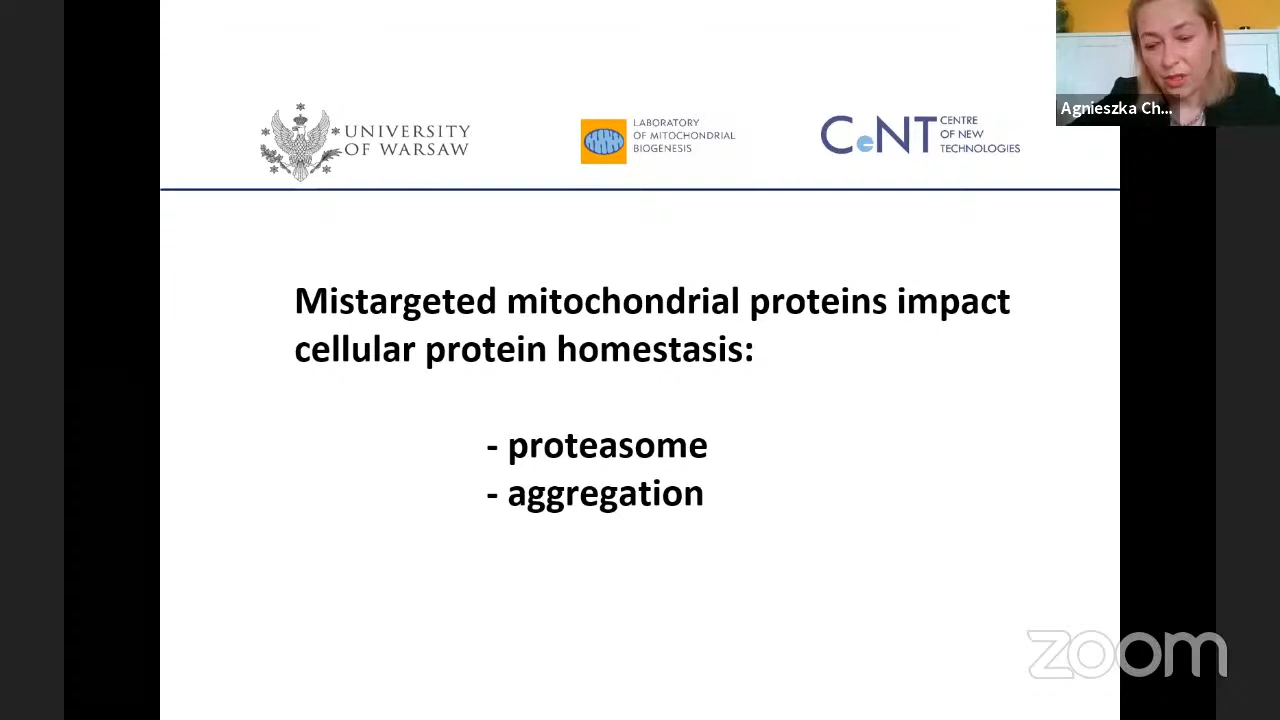 UNIVERSITY
OF WARSAW
LABORATORY
OF MITOCHONDRIAL
BIOGENESIS
CeNT
CENTRE
OF NEW
TECHNOLOGIES
Agnieszka Ch...
Mistargeted mitochondrial proteins impact
cellular protein homestasis:
- proteasome
- aggregation
zoom